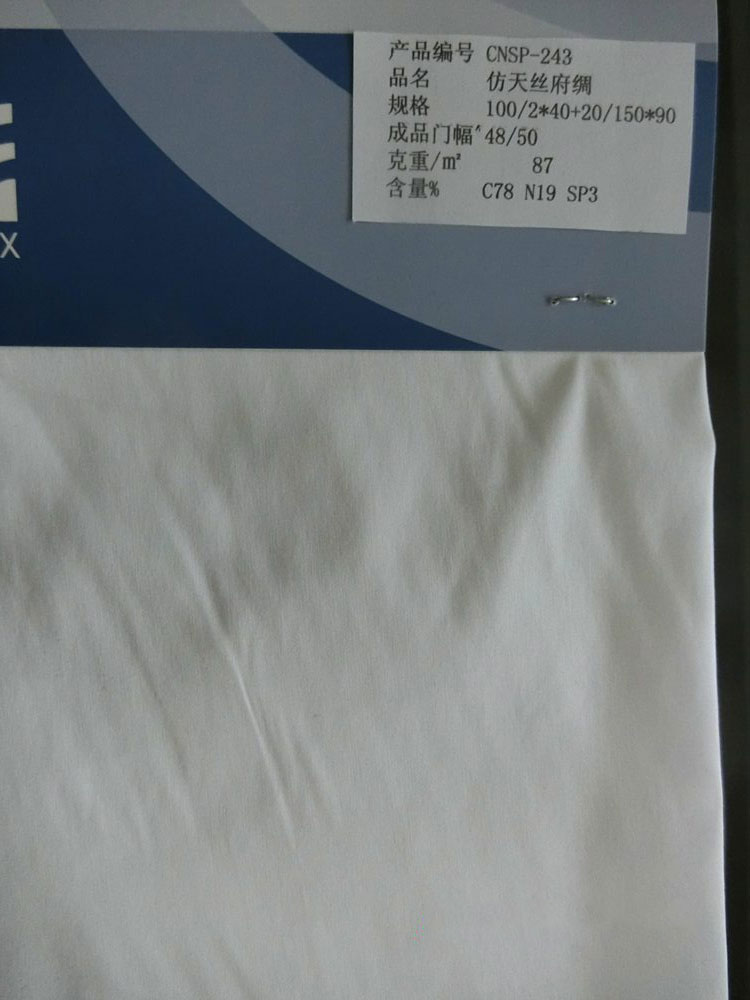 产品编号 CNSP-243
品名 仿天丝府绸
规格 100/2*40+20/150*90
成品门幅" 48/50
克重/m² 87
含量% C78 N19 SP3
X